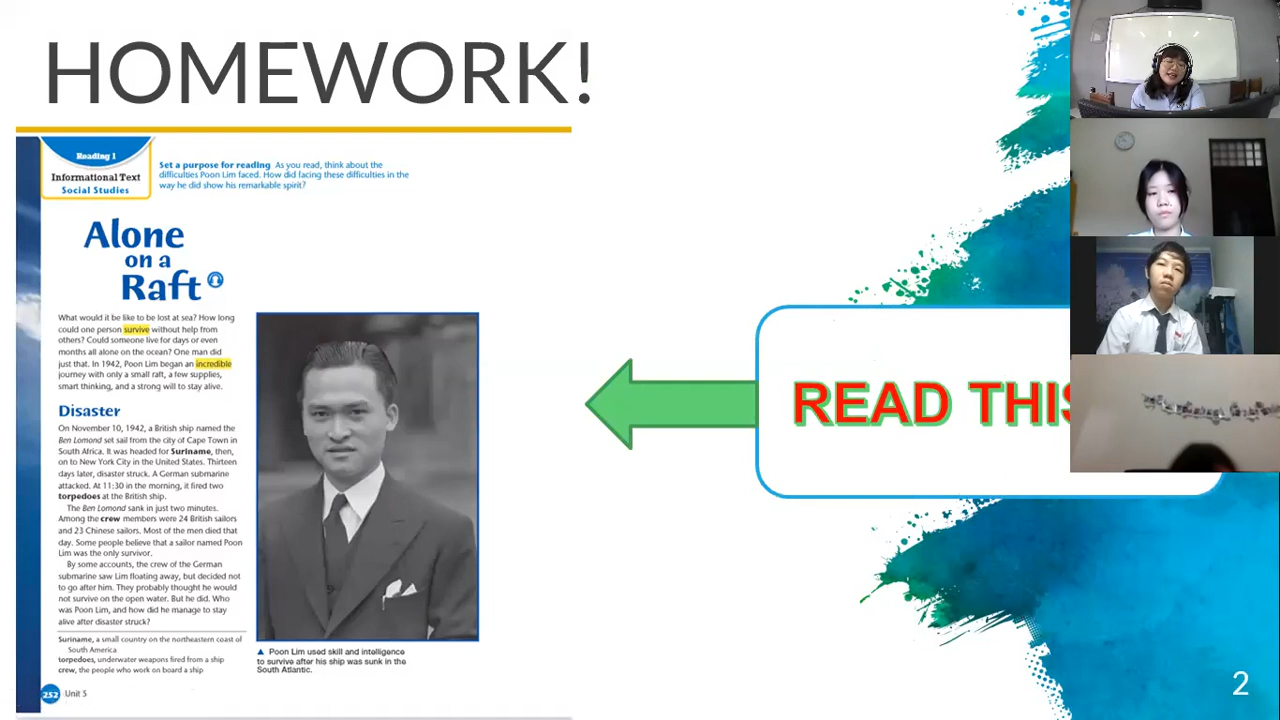 HOMEWORK!
Reading 1
Informational Text
Social Studies
Set a purpose for reading As you read, think about the
difficulties Poon Lim faced. How did facing these difficulties in the
way he did show his remarkable spirit?
Alone
on a
Raft
What would it be like to be lost at sea? How long
could one person survive without help from
others? Could someone live for days or even
months all alone on the ocean? One man did
just that. In 1942, Poon Lim began an incredible
journey with only a small raft, a few supplies,
smart thinking, and a strong will to stay alive.
Disaster
On November 10, 1942, a British ship named the
Ben Lomond set sail from the city of Cape Town in
South Africa. It was headed for Suriname, then,
on to New York City in the United States. Thirteen
days later, disaster struck. A German submarine
attacked. At 11:30 in the morning, it fired two
torpedoes at the British ship.
The Ben Lomond sank in just two minutes.
Among the crew members were 24 British sailors
and 23 Chinese sailors. Most of the men died that
day. Some people believe that a sailor named Poon
Lim was the only survivor.
By some accounts, the crew of the German
submarine saw Lim floating away, but decided not
to go after him. They probably thought he would
not survive on the open water. But he did. Who
was Poon Lim, and how did he manage to stay
alive after disaster struck?
Suriname, a small country on the northeastern coast of
South America
torpedoes, underwater weapons fired from a ship
crew, the people who work on board a ship
▲ Poon Lim used skill and intelligence
to survive after his ship was sunk in the
South Atlantic.
252 Unit 5
READ THIS
2